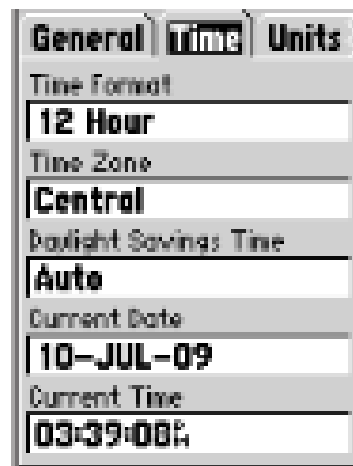 General Time Units
Time Format
12 Hour
Time Zone
Central
Daylight Savings Time
Auto
Current Date
10-JUL-09
Current Time
03:39:08